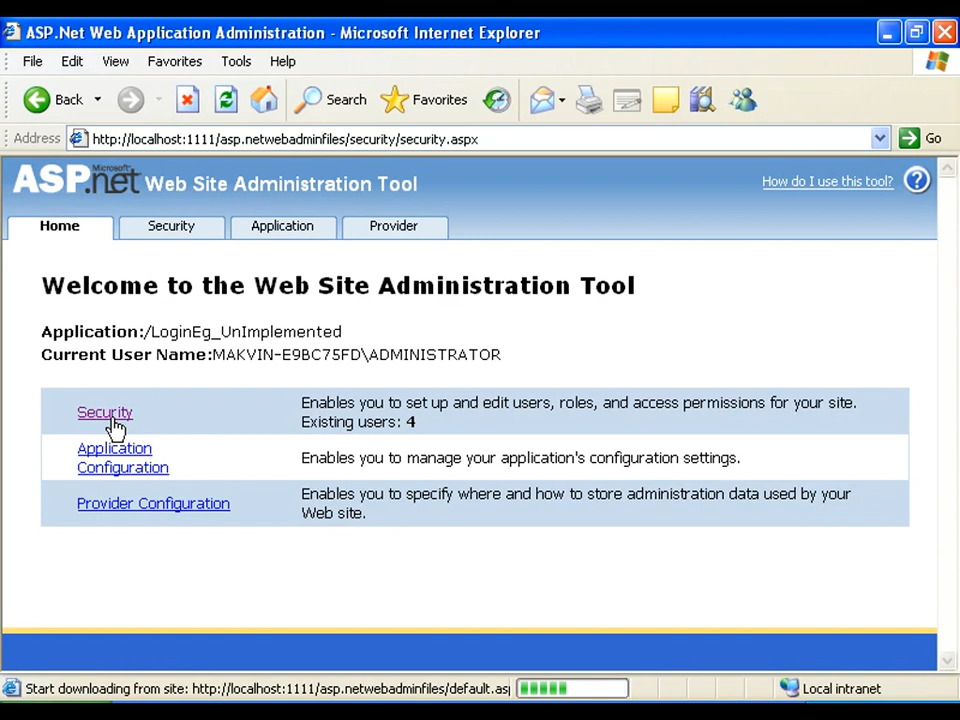 ASP.Net Web Application Administration - Microsoft Internet Explorer
File Edit View Favorites Tools Help
Back Search Favorites
Address http://localhost:1111/asp.netwebadminfiles/security/security.aspx Go
Microsoft
ASP.net Web Site Administration Tool How do I use this tool? ?
Home Security Application Provider
Welcome to the Web Site Administration Tool
Application:/LoginEg_UnImplemented
Current User Name:MAKVIN-E9BC75FD\ADMINISTRATOR
Security Enables you to set up and edit users, roles, and access permissions for your site.
Existing users: 4
Application
Configuration Enables you to manage your application's configuration settings.
Provider Configuration Enables you to specify where and how to store administration data used by your
Web site.
Start downloading from site: http://localhost:1111/asp.netwebadminfiles/default.asp Local intranet